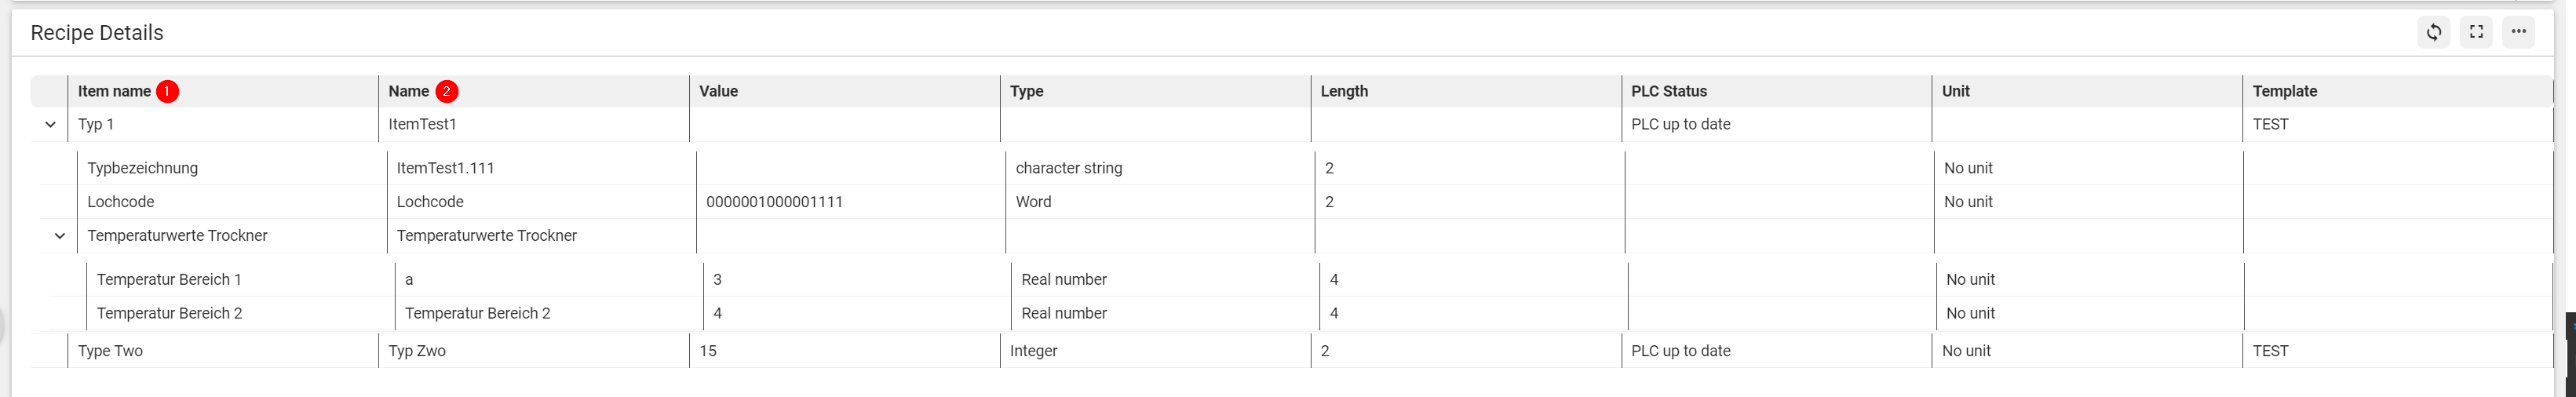 Recipe Details
Item name 1 Name 2 Value Type Length PLC Status Unit Template
Typ 1 ItemTest1 PLC up to date TEST
Typbezeichnung ItemTest1.111 character string 2 No unit
Lochcode Lochcode 0000001000001111 Word 2 No unit
Temperaturwerte Trockner Temperaturwerte Trockner
Temperatur Bereich 1 a 3 Real number 4 No unit
Temperatur Bereich 2 Temperatur Bereich 2 4 Real number 4 No unit
Type Two Typ Zwo 15 Integer 2 PLC up to date No unit TEST